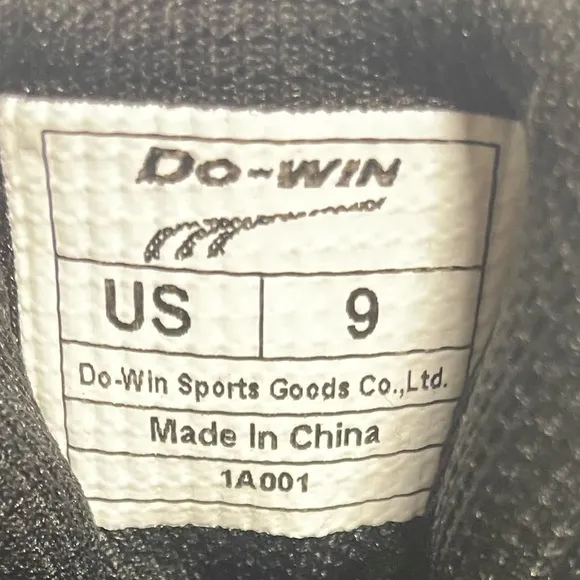 Do-WIN
US 9
Do-Win Sports Goods Co.,Ltd.
Made In China
1A001